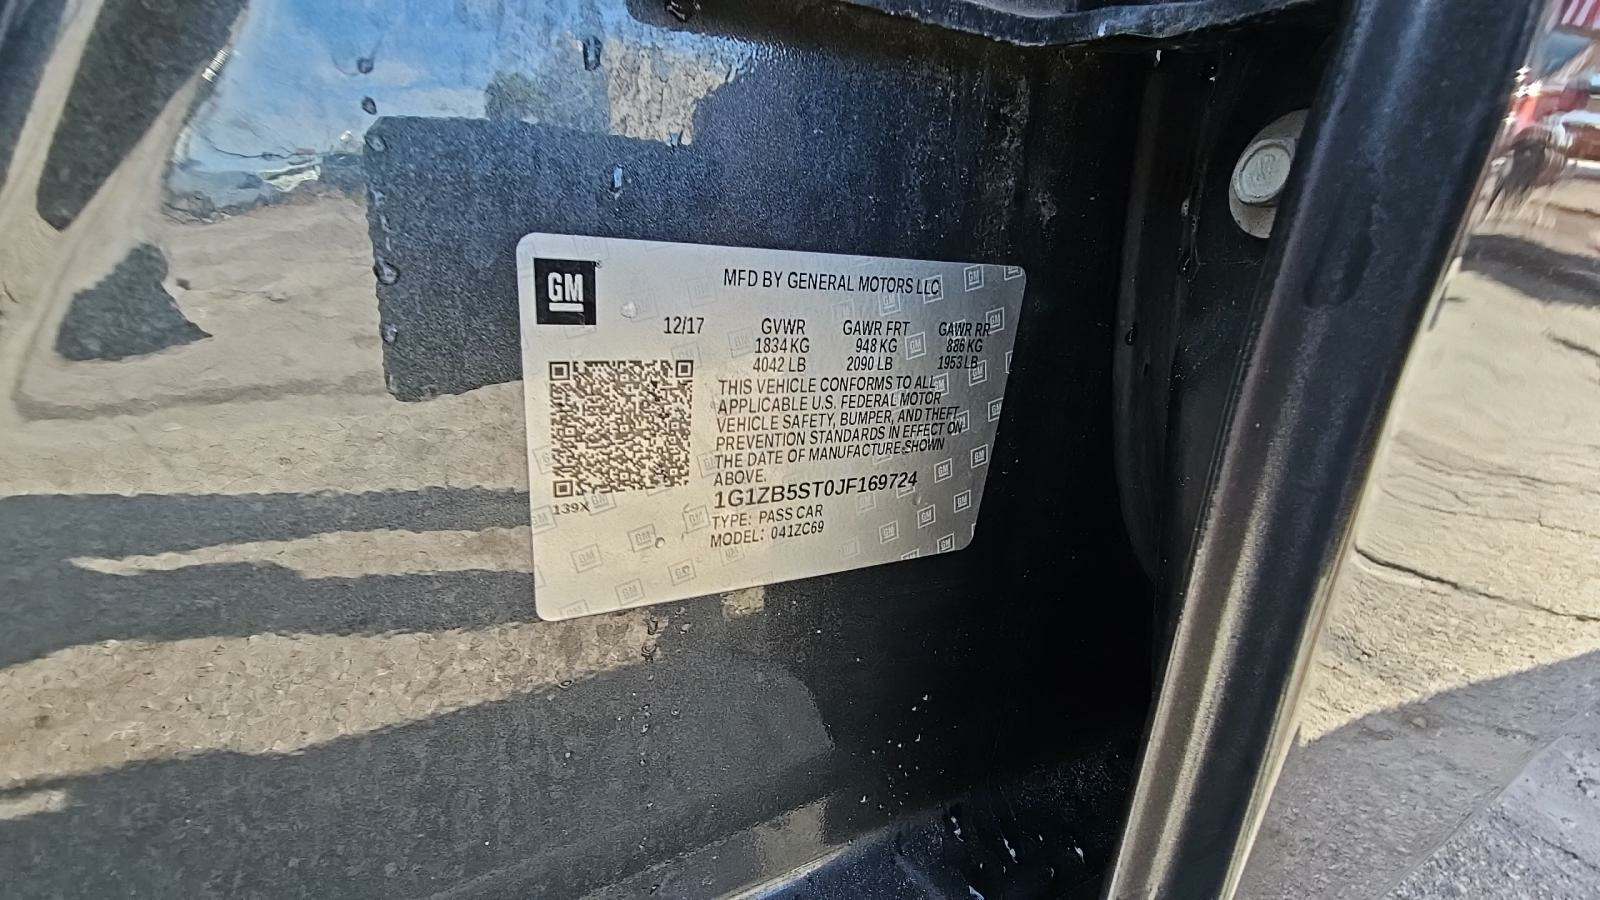 GM
MFD BY GENERAL MOTORS LLC
12/17 GVWR GAWR FRT GAWR RR
1834 KG 948 KG 886 KG
4042 LB 2090 LB 1953 LB
THIS VEHICLE CONFORMS TO ALL
APPLICABLE U.S. FEDERAL MOTOR
VEHICLE SAFETY, BUMPER, AND THEFT
PREVENTION STANDARDS IN EFFECT ON
THE DATE OF MANUFACTURE SHOWN
ABOVE.
1G1ZB5ST0JF169724
139X
TYPE: PASS CAR
MODEL: 041ZC69